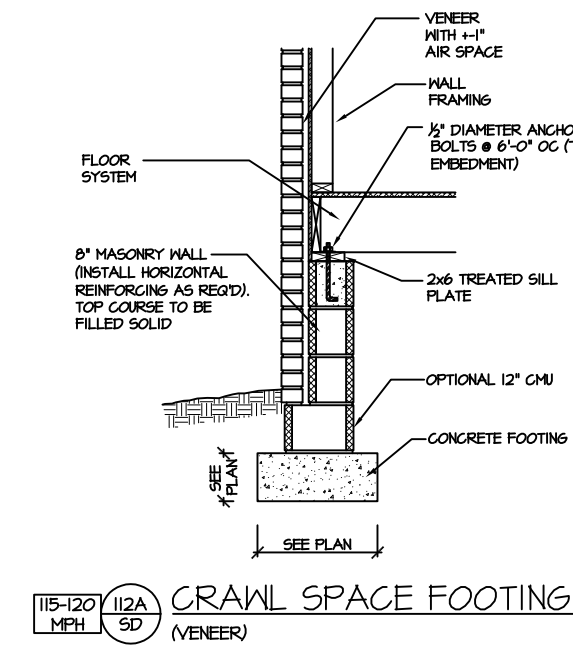 VENEER
WITH +-1"
AIR SPACE
WALL
FRAMING
½" DIAMETER ANCHO
BOLTS @ 6'-0" OC (
EMBEDMENT)
FLOOR
SYSTEM
8" MASONRY WALL
(INSTALL HORIZONTAL
REINFORCING AS REQ'D).
TOP COURSE TO BE
FILLED SOLID
2x6 TREATED SILL
PLATE
OPTIONAL 12" CMU
CONCRETE FOOTING
SEE
PLAN
SEE PLAN
115-120
MPH
112A
SD
CRAWL SPACE FOOTING
(VENEER)